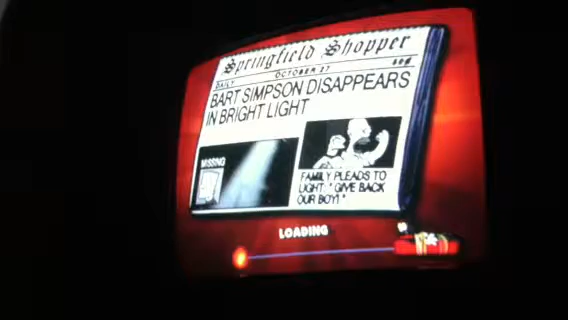 Springfield Shopper
DAILY
OCTOBER 27
BART SIMPSON DISAPPEARS
IN BRIGHT LIGHT
MISSING
FAMILY PLEADS TO
LIGHT: "GIVE BACK
OUR BOY!"
LOADING